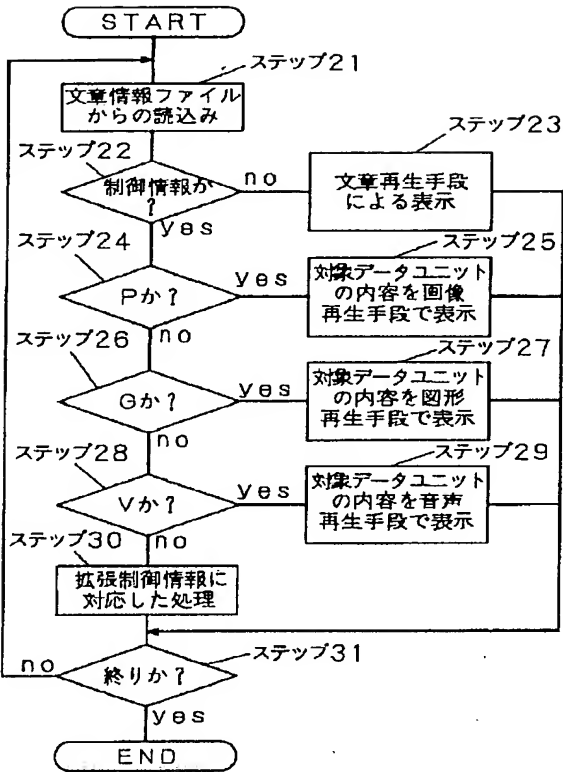 START
ステップ21
文章情報ファイル
からの読込み
ステップ22
制御情報か
?
no
yes
ステップ23
文章再生手段
による表示
ステップ24
Pか?
yes
no
ステップ25
対象データユニット
の内容を画像
再生手段で表示
ステップ26
Gか?
yes
no
ステップ27
対象データユニット
の内容を図形
再生手段で表示
ステップ28
Vか?
yes
no
ステップ29
対象データユニット
の内容を音声
再生手段で表示
ステップ30
拡張制御情報に
対応した処理
ステップ31
終りか?
no
yes
END